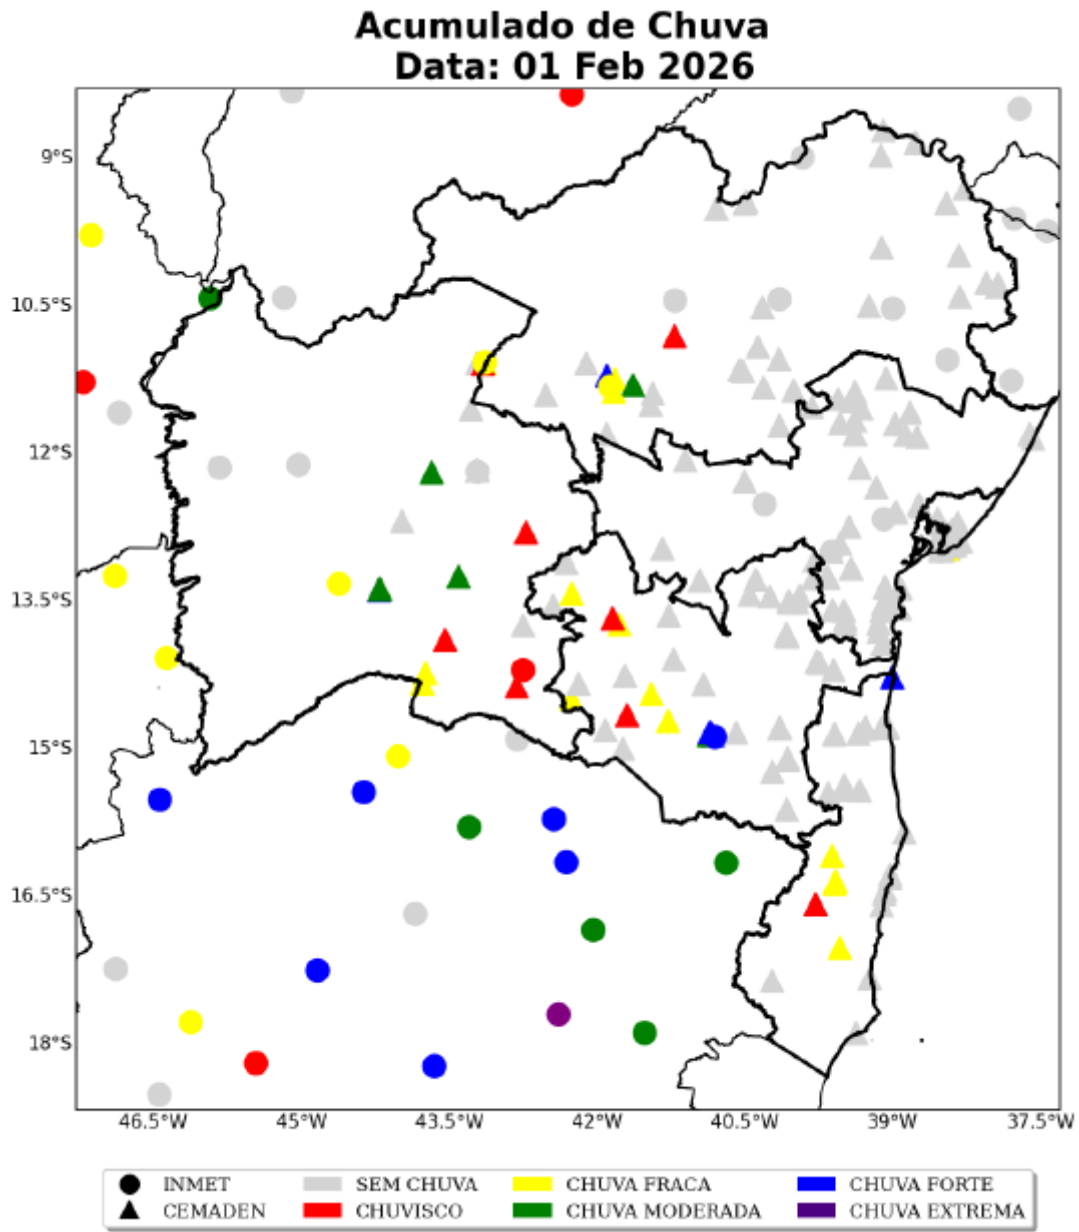 Acumulado de Chuva
Data: 01 Feb 2026
9°S
10.5°S
12°S
13.5°S
15°S
16.5°S
18°S
46.5°W 45°W 43.5°W 42°W 40.5°W 39°W 37.5°W
INMET SEM CHUVA CHUVA FRACA CHUVA FORTE
CEMADEN CHUVISCO CHUVA MODERADA CHUVA EXTREMA